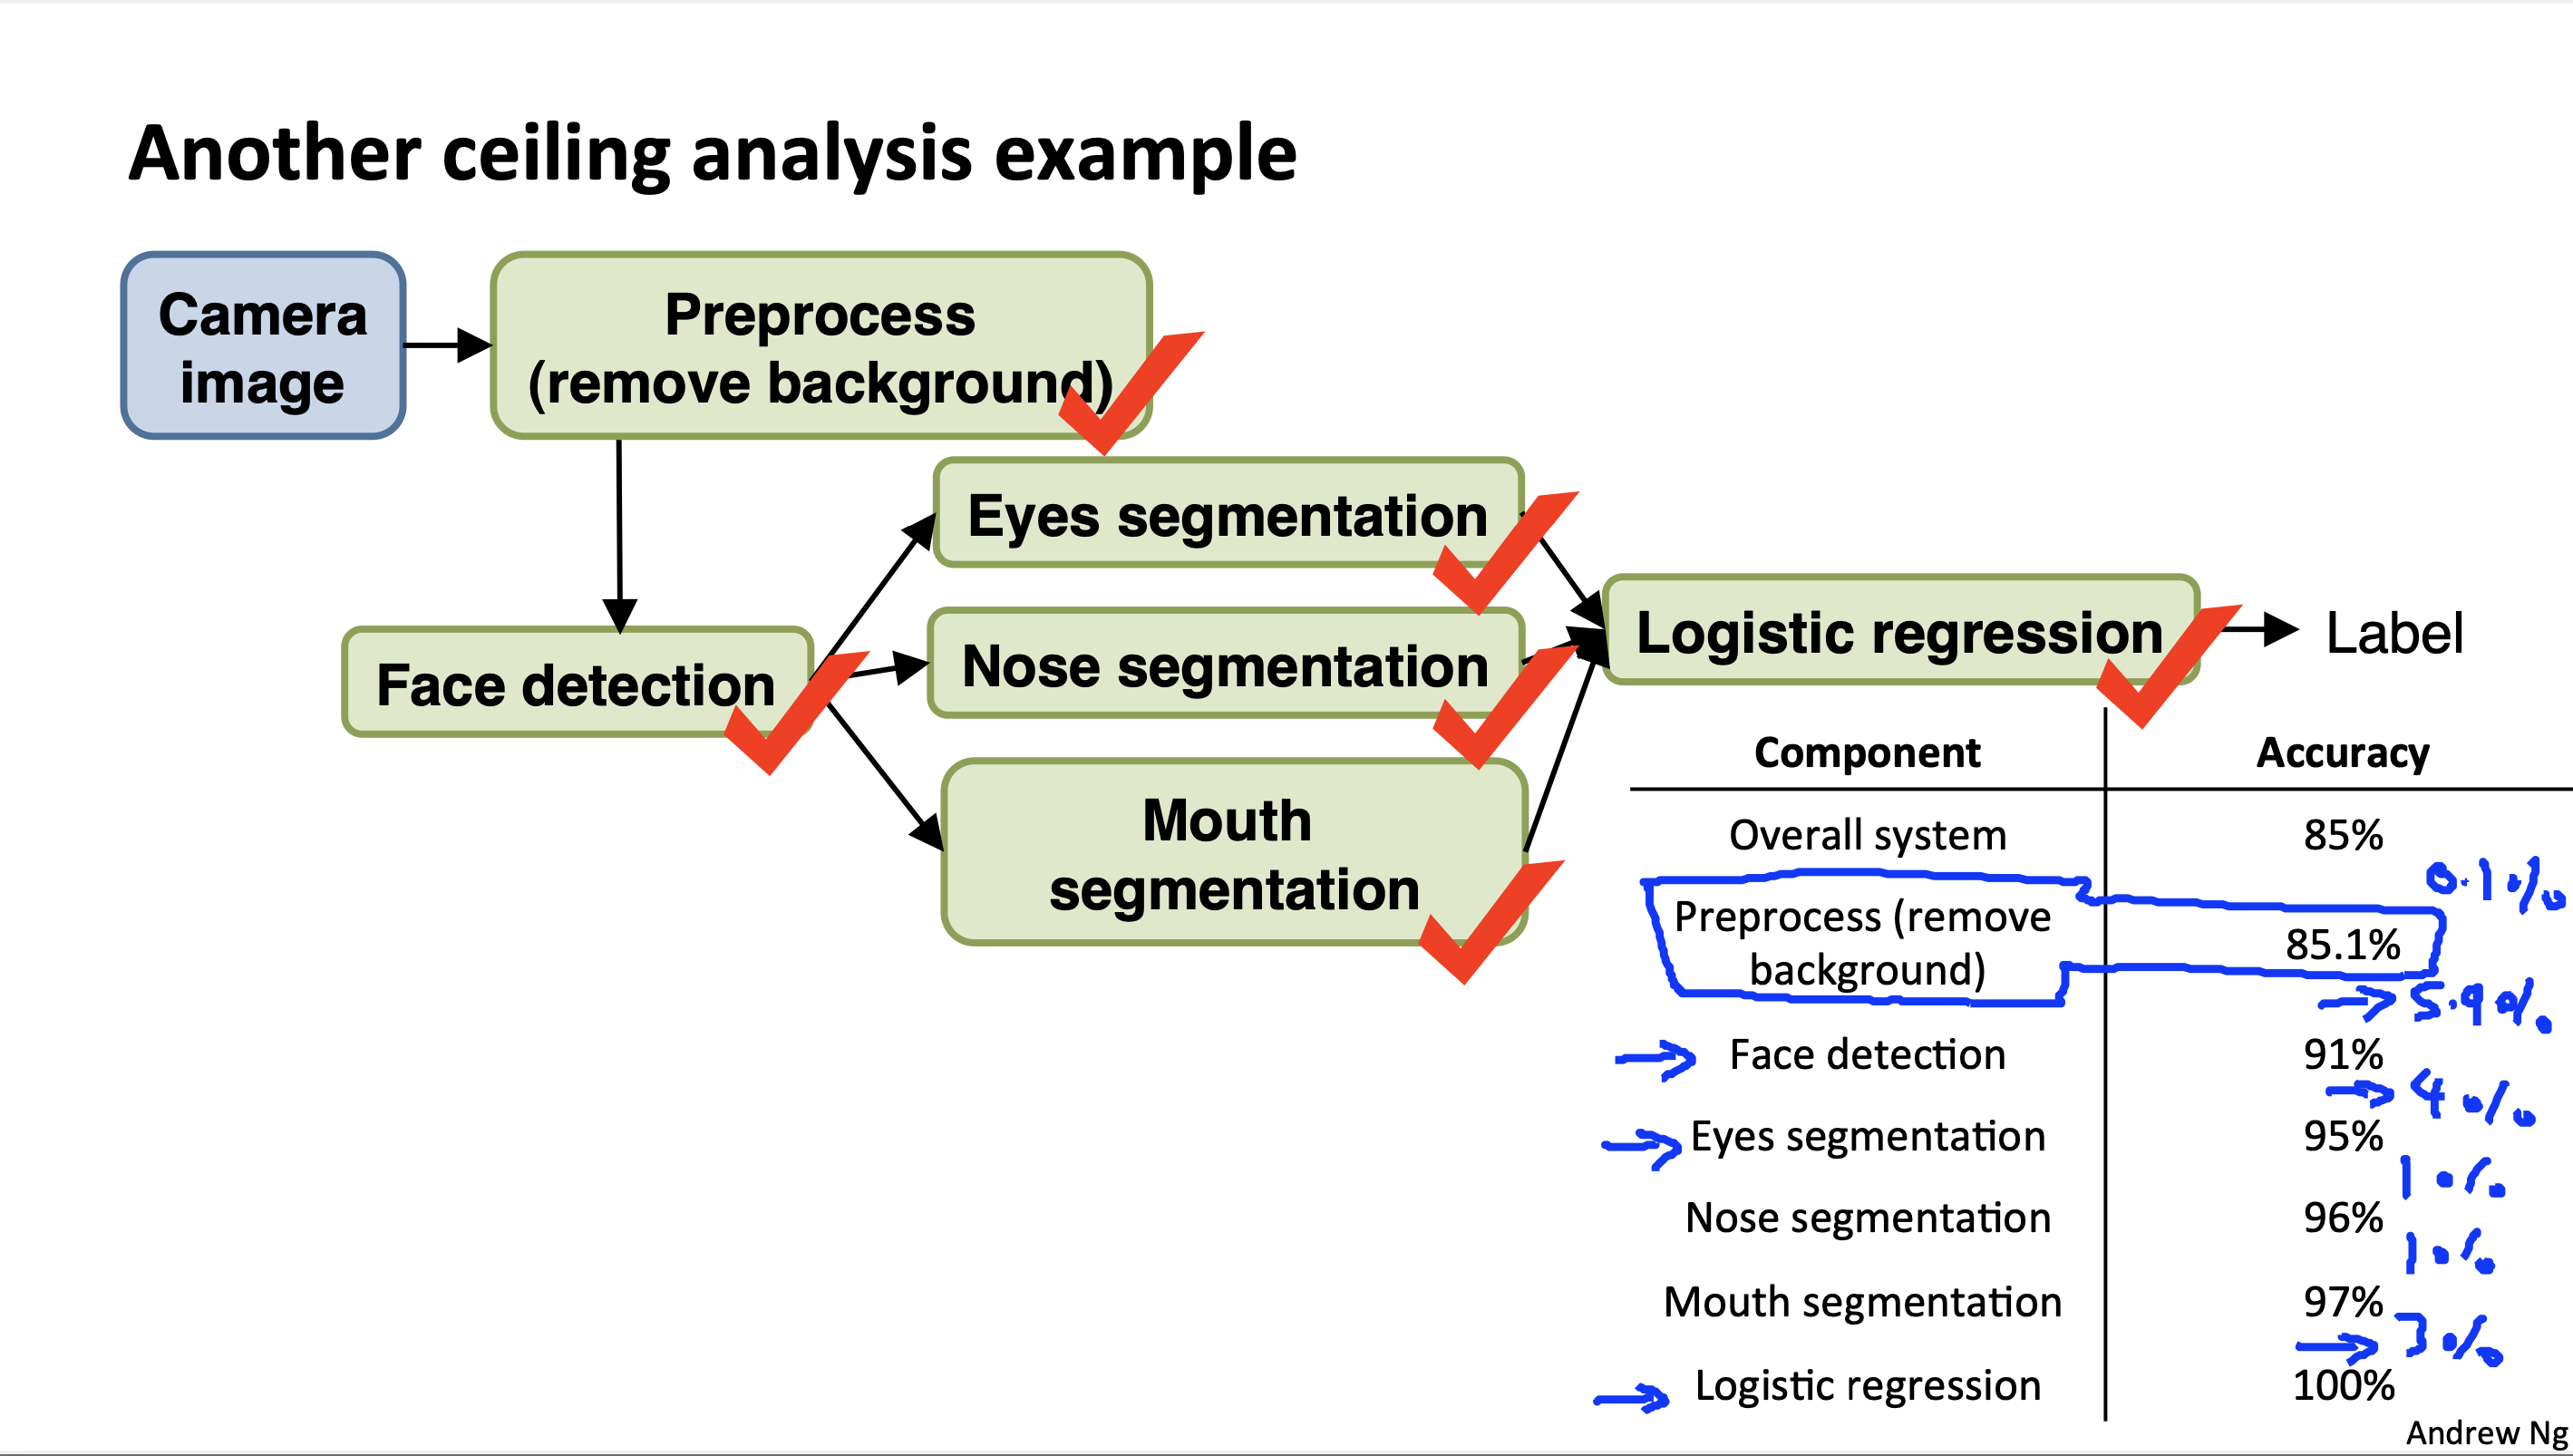 Another ceiling analysis example
Camera
image
Preprocess
(remove background)
Eyes segmentation
Face detection
Nose segmentation
Mouth
segmentation
Logistic regression
Label
Component Accuracy
Overall system 85%
0.1%
Preprocess (remove
background) 85.1%
5.9%
Face detection 91%
4%
Eyes segmentation 95%
1%
Nose segmentation 96%
1%
Mouth segmentation 97%
3%
Logistic regression 100%
Andrew Ng